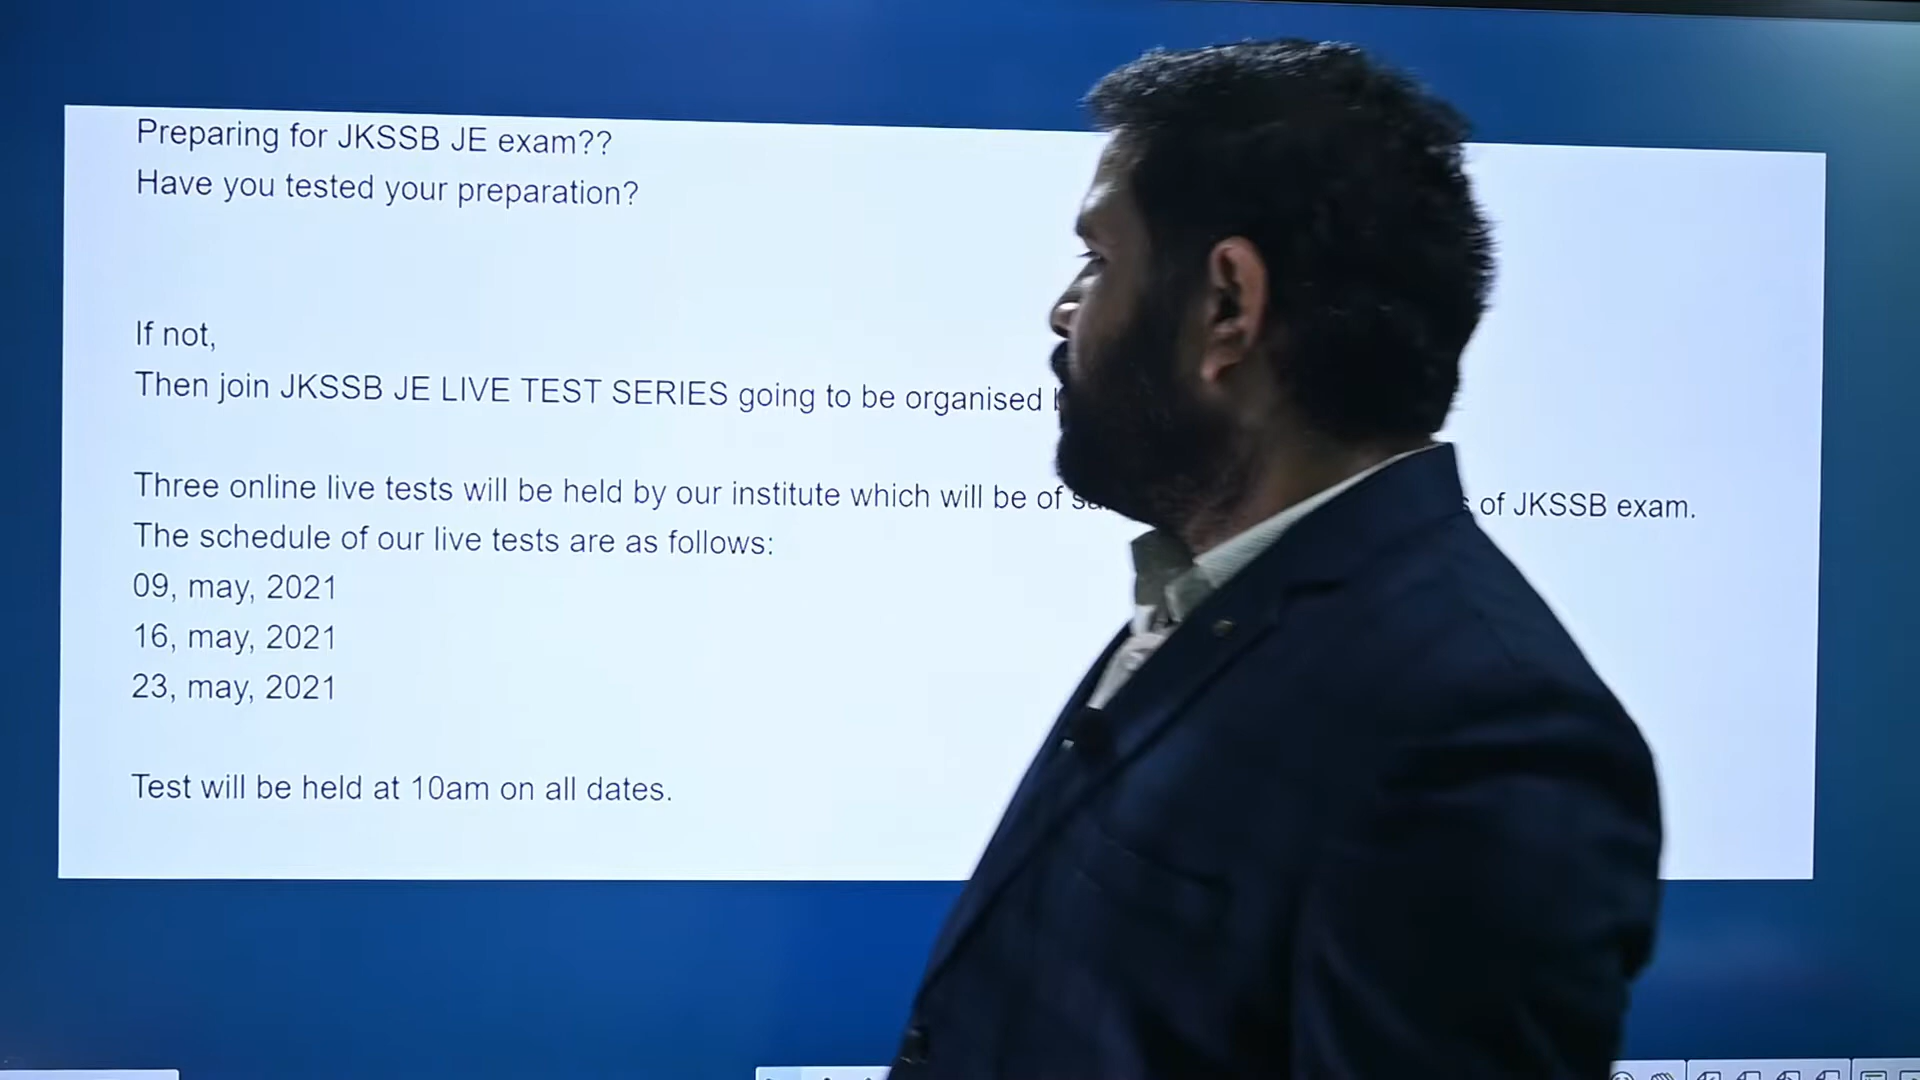 Preparing for JKSSB JE exam??
Have you tested your preparation?
If not,
Then join JKSSB JE LIVE TEST SERIES going to be organised
Three online live tests will be held by our institute which will be of of JKSSB exam.
The schedule of our live tests are as follows:
09, may, 2021
16, may, 2021
23, may, 2021
Test will be held at 10am on all dates.